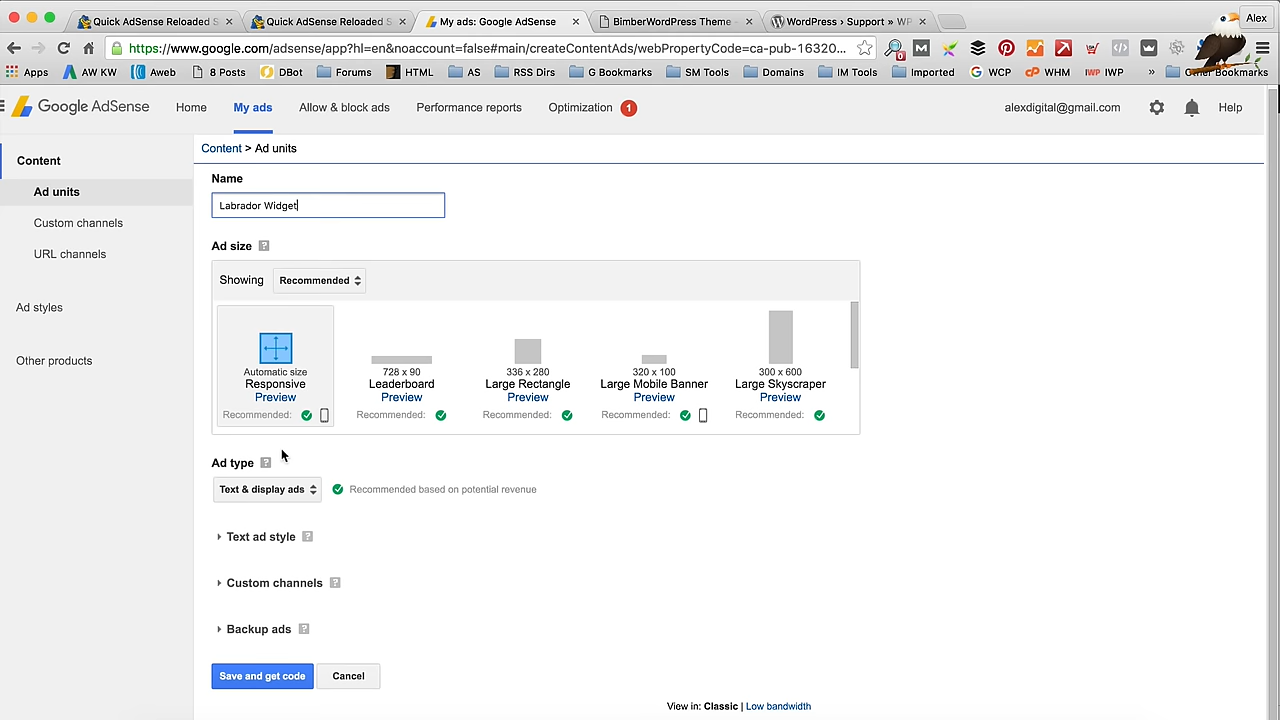 Quick AdSense Reloaded S
Quick AdSense Reloaded S
My ads: Google AdSense
BimberWordPress Theme
WordPress › Support » WP
Alex
https://www.google.com/adsense/app?hl=en&noaccount=false#main/createContentAds/webPropertyCode=ca-pub-16320...
Apps
AW KW
Aweb
8 Posts
DBot
Forums
HTML
AS
RSS Dirs
G Bookmarks
SM Tools
Domains
IM Tools
Imported
WCP
WHM
IWP
»
Other Bookmarks
Google AdSense
Home
My ads
Allow & block ads
Performance reports
Optimization 1
alexdigital@gmail.com
Help
Content
Ad units
Custom channels
URL channels
Ad styles
Other products
Content > Ad units
Name
Labrador Widget
Ad size ?
Showing Recommended
Automatic size
Responsive
Preview
Recommended:
728 x 90
Leaderboard
Preview
Recommended:
336 x 280
Large Rectangle
Preview
Recommended:
320 x 100
Large Mobile Banner
Preview
Recommended:
300 x 600
Large Skyscraper
Preview
Recommended:
Ad type ?
Text & display ads
Recommended based on potential revenue
Text ad style ?
Custom channels ?
Backup ads ?
Save and get code
Cancel
View in: Classic | Low bandwidth